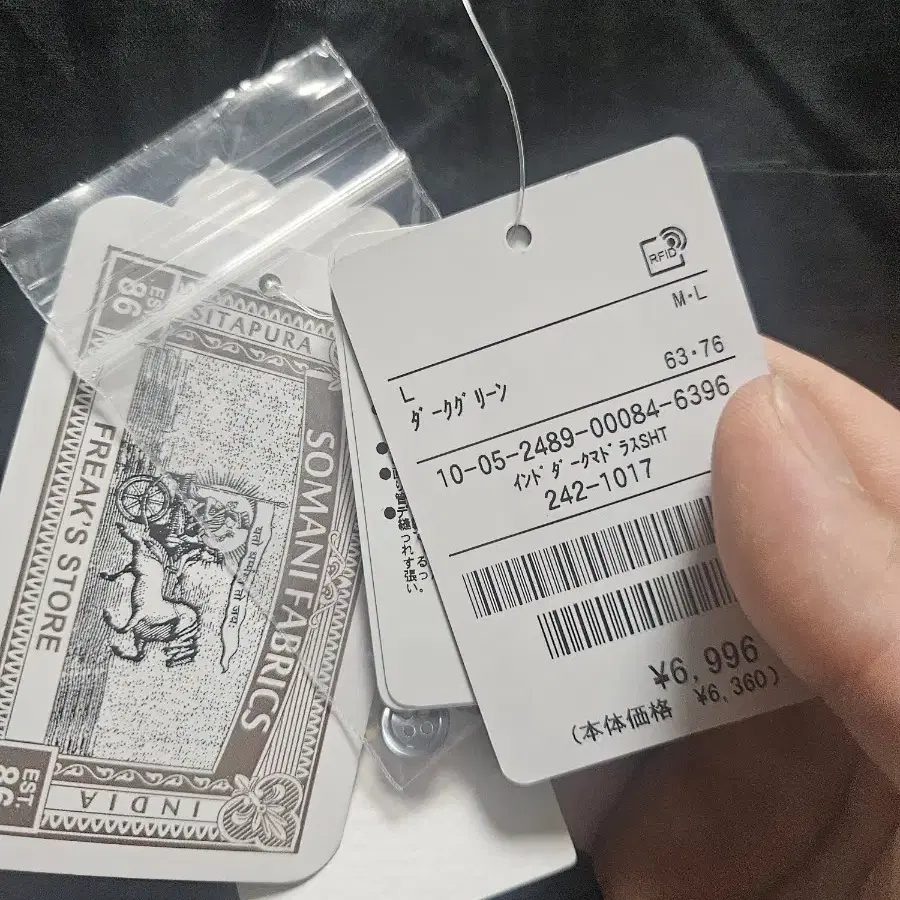 RFID
M・L
63・76
L
ﾀﾞｰｸｸﾞﾘｰﾝ
10-05-2489-00084-6396
ｲﾝﾄﾞﾀﾞｰｸﾏﾄﾞﾗｽSHT
242-1017
¥6,996
(本体価格 ¥6,360)
EST.
86
SITAPURA
SOMANI FABRICS
FREAK'S STORE
INDIA
EST.
86